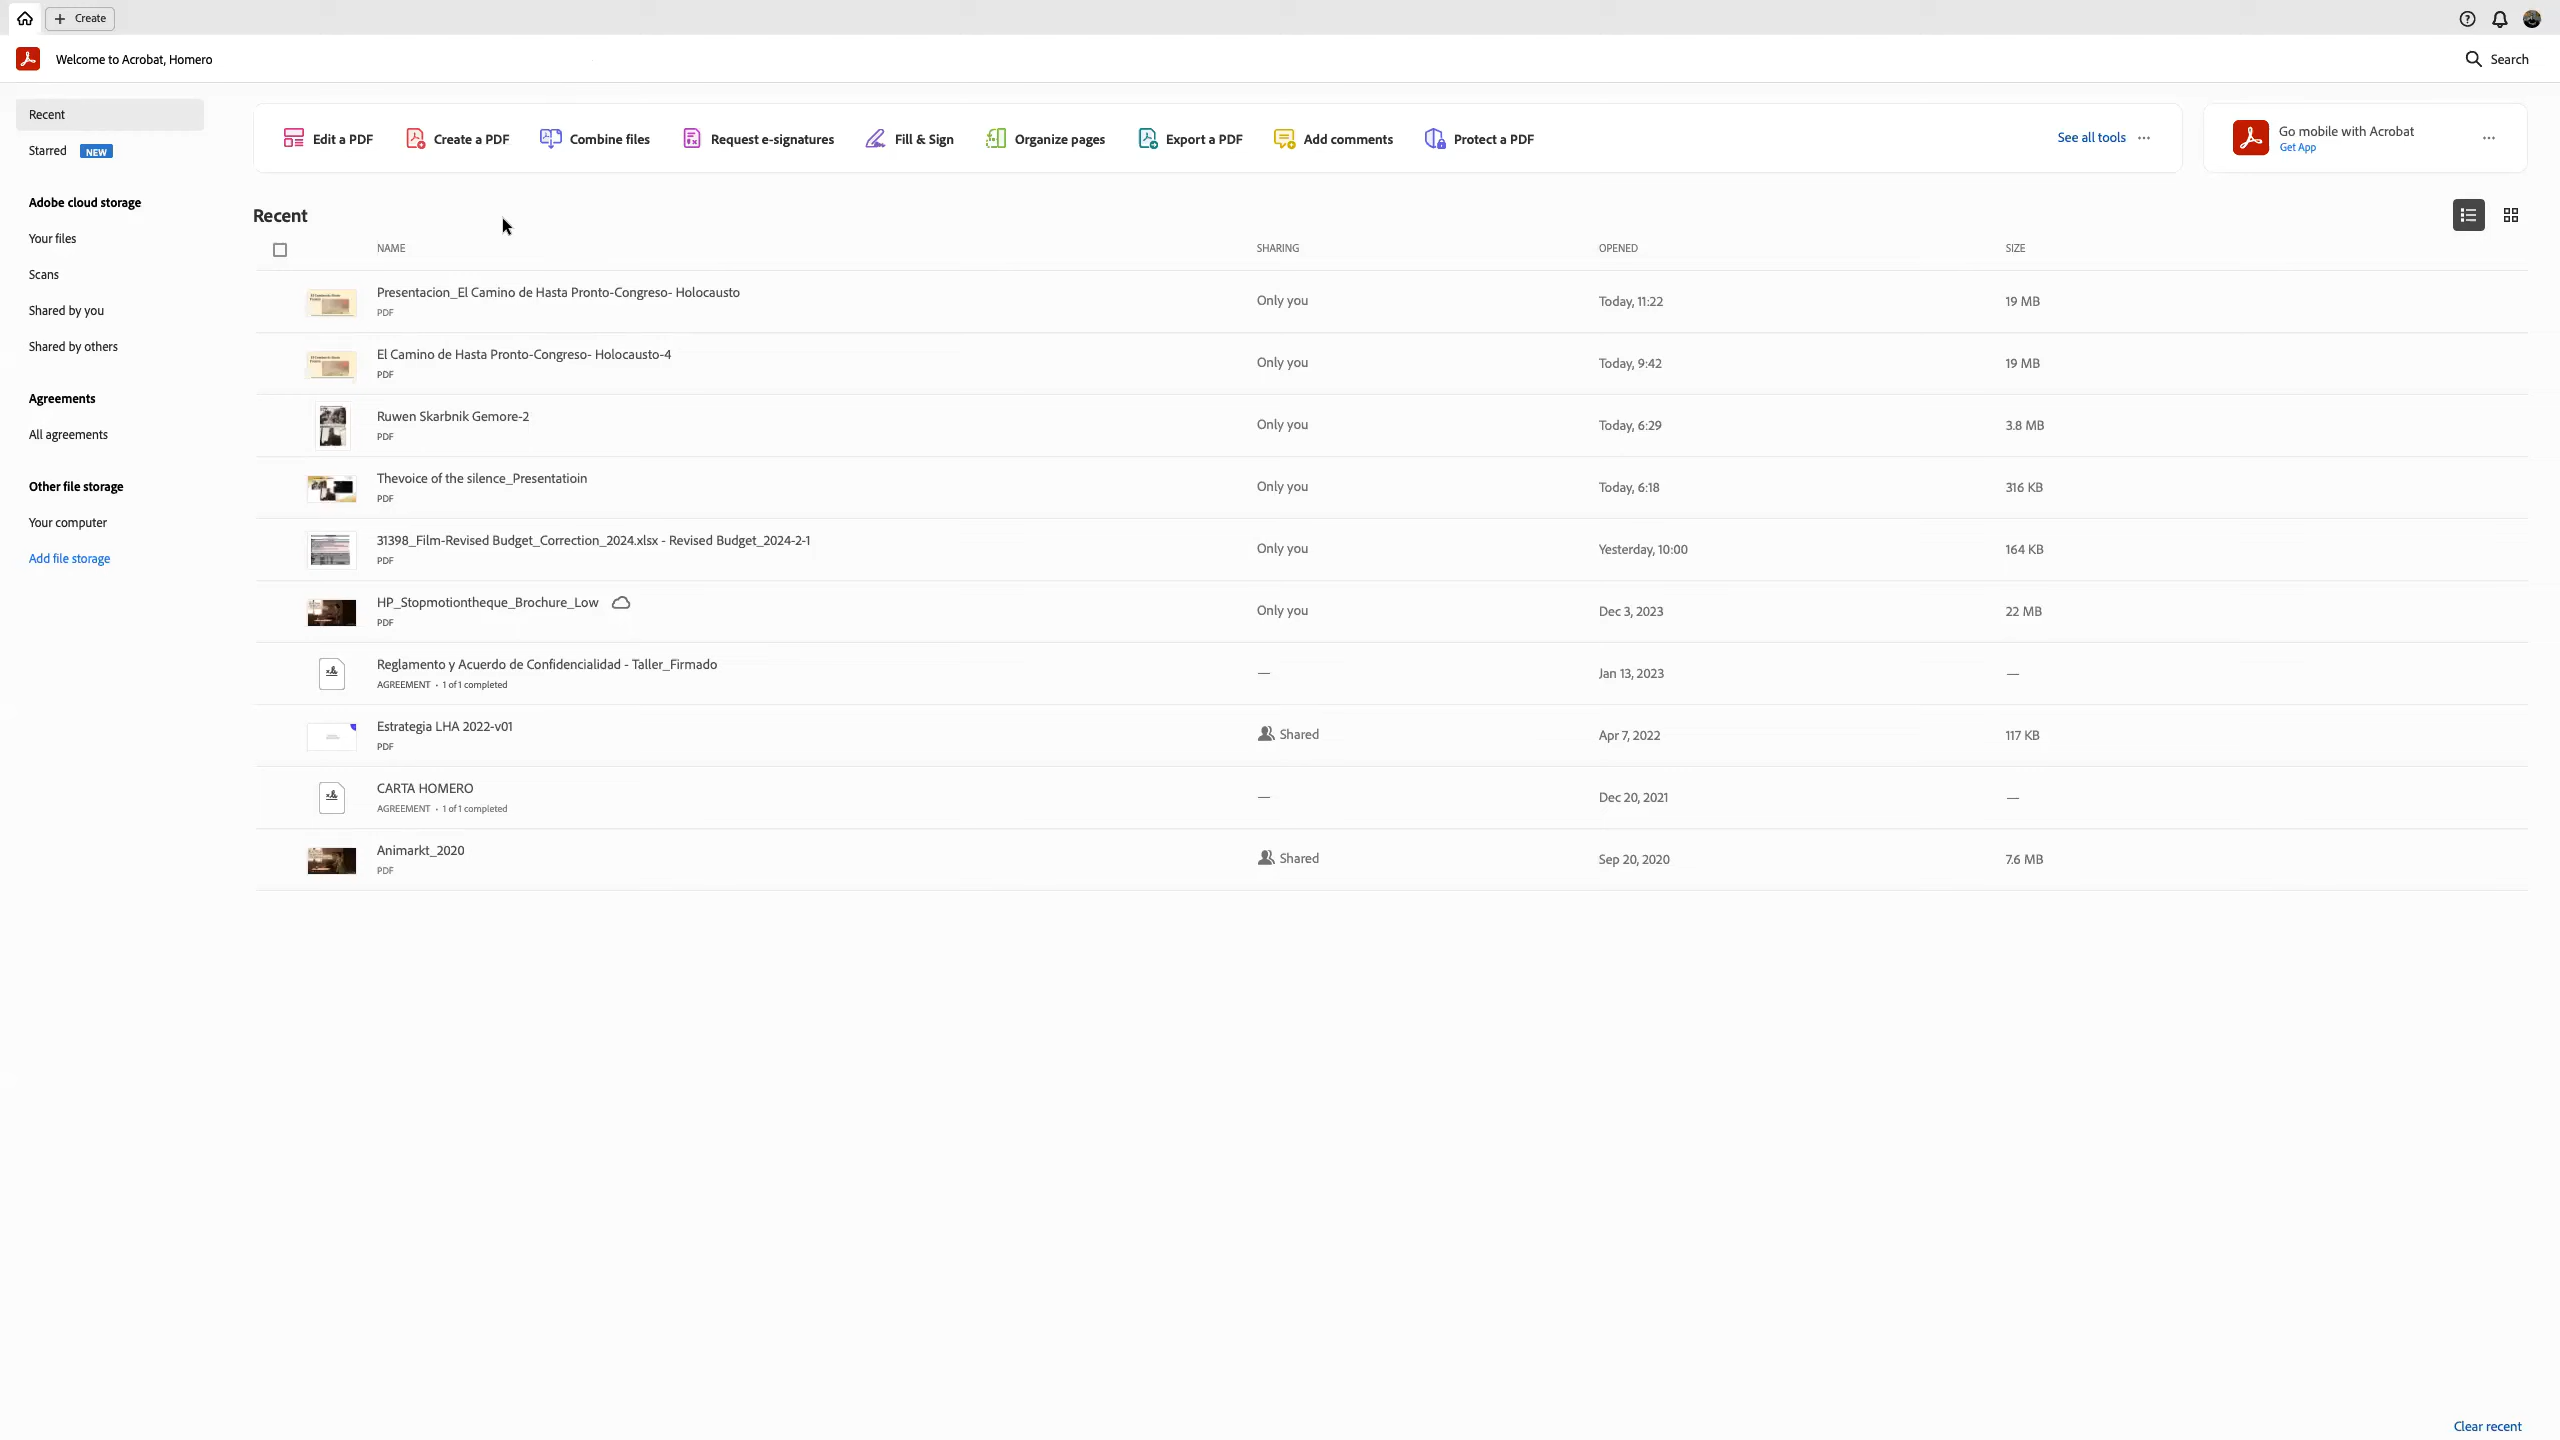 Create
Welcome to Acrobat, Homero
Search
Recent
Starred NEW
Adobe cloud storage
Your files
Scans
Shared by you
Shared by others
Agreements
All agreements
Other file storage
Your computer
Add file storage
Edit a PDF Create a PDF Combine files Request e-signatures Fill & Sign Organize pages Export a PDF Add comments Protect a PDF See all tools
Go mobile with Acrobat
Get App
Recent
NAME SHARING OPENED SIZE
Presentacion_El Camino de Hasta Pronto-Congreso- Holocausto
PDF
Only you Today, 11:22 19 MB
El Camino de Hasta Pronto-Congreso- Holocausto-4
PDF
Only you Today, 9:42 19 MB
Ruwen Skarbnik Gemore-2
PDF
Only you Today, 6:29 3.8 MB
Thevoice of the silence_Presentatioin
PDF
Only you Today, 6:18 316 KB
31398_Film-Revised Budget_Correction_2024.xlsx - Revised Budget_2024-2-1
PDF
Only you Yesterday, 10:00 164 KB
HP_Stopmotiontheque_Brochure_Low
PDF
Only you Dec 3, 2023 22 MB
Reglamento y Acuerdo de Confidencialidad - Taller_Firmado
AGREEMENT • 1 of 1 completed
— Jan 13, 2023 —
Estrategia LHA 2022-v01
PDF
Shared Apr 7, 2022 117 KB
CARTA HOMERO
AGREEMENT • 1 of 1 completed
— Dec 20, 2021 —
Animarkt_2020
PDF
Shared Sep 20, 2020 7.6 MB
Clear recent